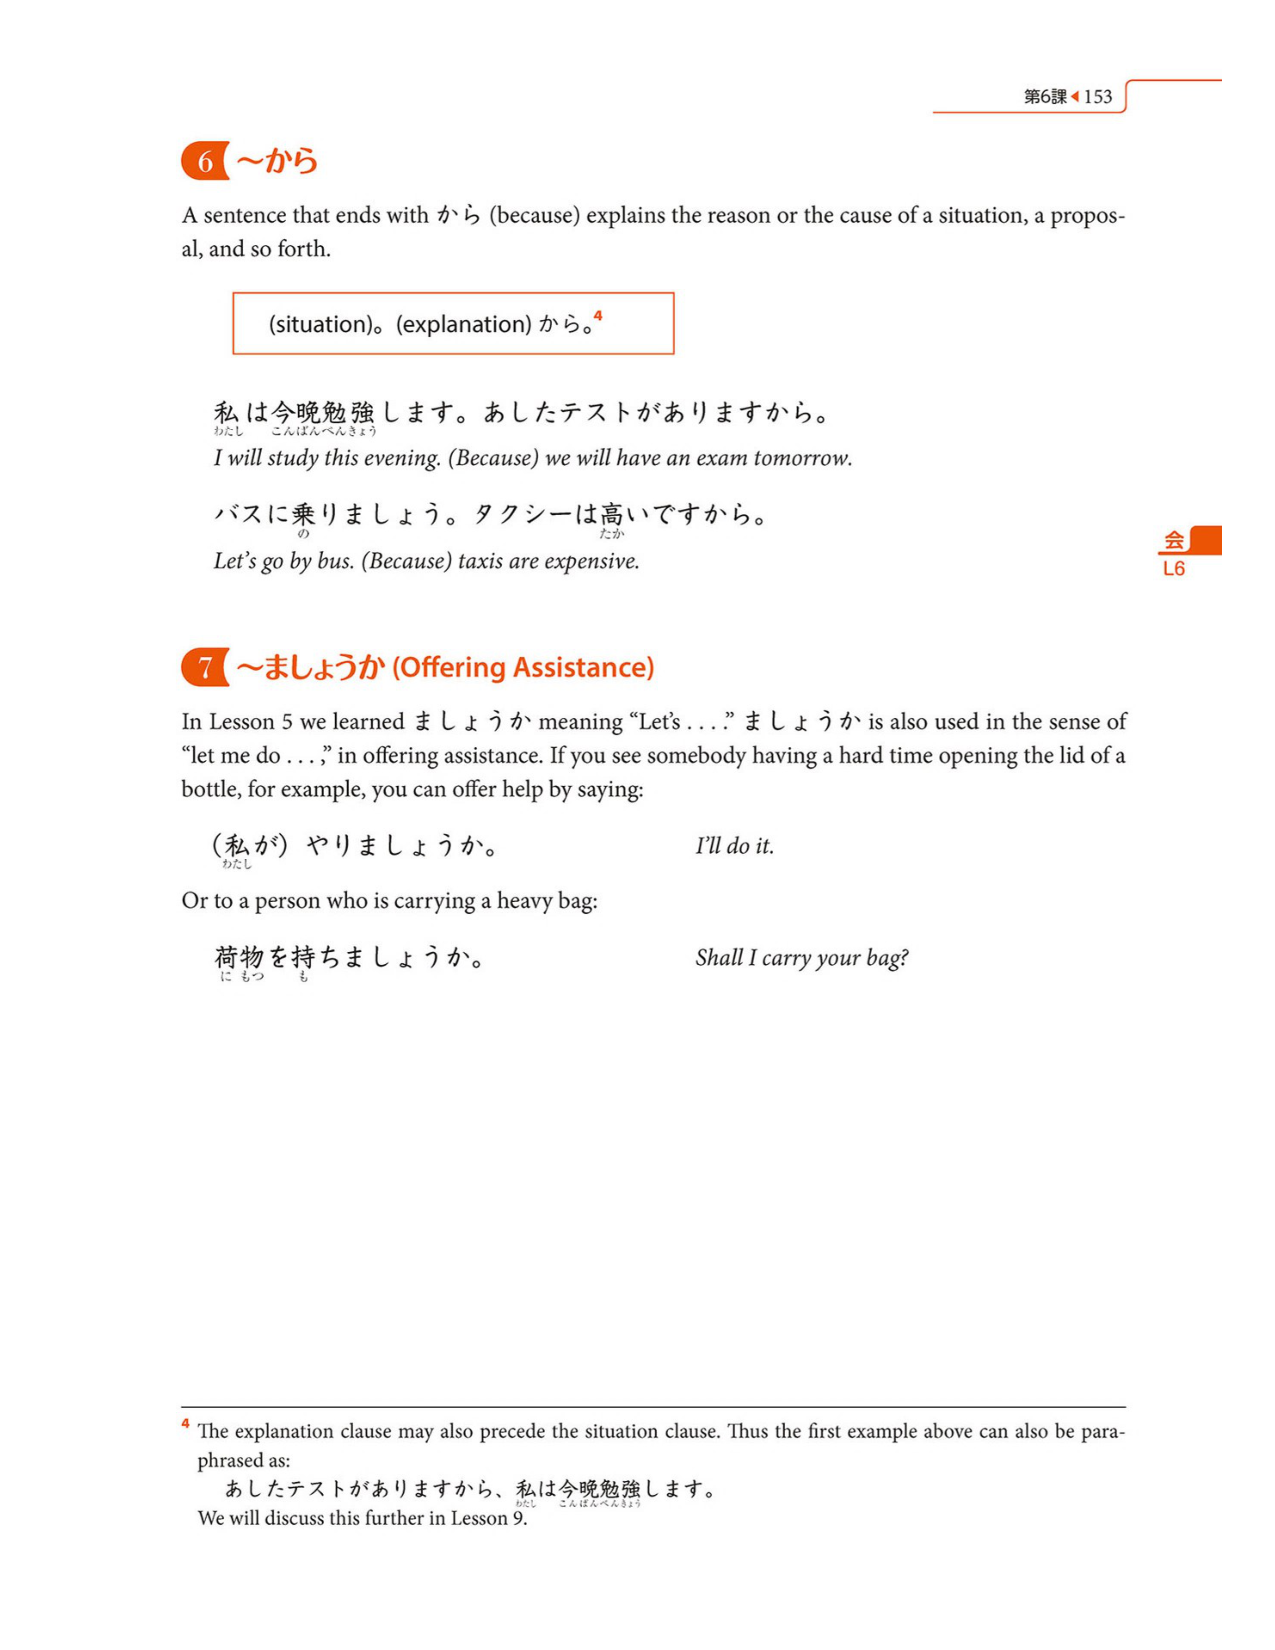 第6課 ◀ 153
6 〜から
A sentence that ends with から (because) explains the reason or the cause of a situation, a propos-
al, and so forth.
(situation)。(explanation) から。4
私は今晩勉強します。あしたテストがありますから。
わたし こんばんべんきょう
I will study this evening. (Because) we will have an exam tomorrow.
バスに乗りましょう。タクシーは高いですから。
の たか
Let's go by bus. (Because) taxis are expensive.
会
L6
7 〜ましょうか (Offering Assistance)
In Lesson 5 we learned ましょうか meaning “Let’s . . . .” ましょうか is also used in the sense of
“let me do . . . ,” in offering assistance. If you see somebody having a hard time opening the lid of a
bottle, for example, you can offer help by saying:
（私が）やりましょうか。 I’ll do it.
わたし
Or to a person who is carrying a heavy bag:
荷物を持ちましょうか。 Shall I carry your bag?
に もつ も
4 The explanation clause may also precede the situation clause. Thus the first example above can also be para-
phrased as:
あしたテストがありますから、私は今晩勉強します。
わたし こんばんべんきょう
We will discuss this further in Lesson 9.